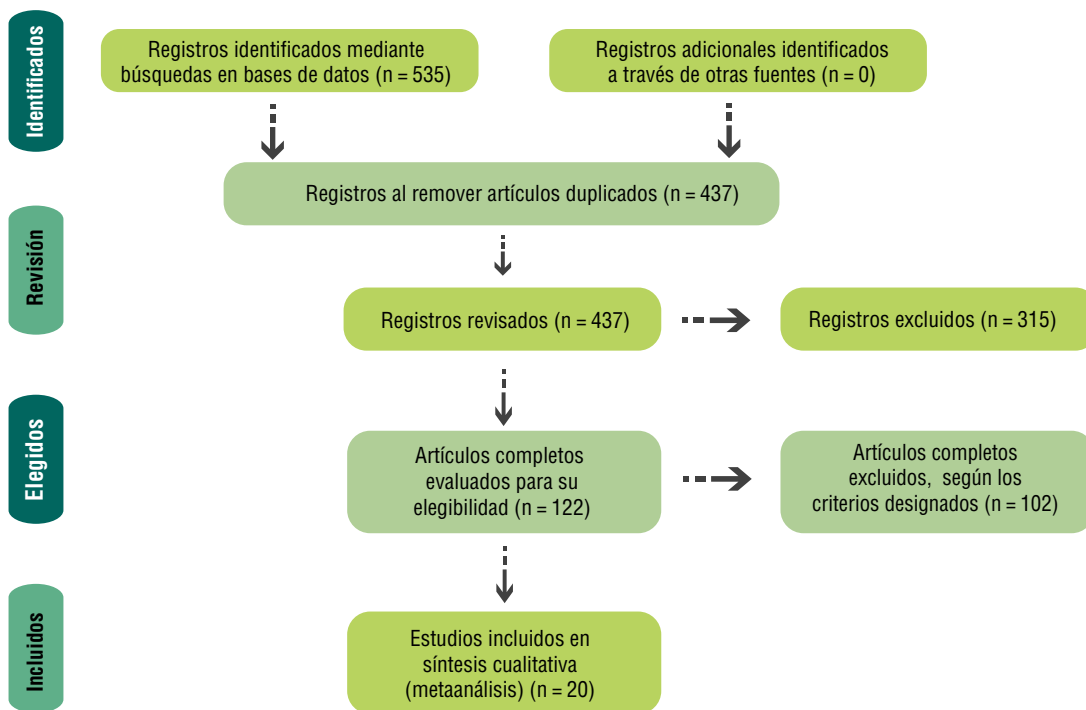 Identificados
Registros identificados mediante
búsquedas en bases de datos (n = 535)
Registros adicionales identificados
a través de otras fuentes (n = 0)
Registros al remover artículos duplicados (n = 437)
Revisión
Registros revisados (n = 437)
Registros excluidos (n = 315)
Elegidos
Artículos completos
evaluados para su
elegibilidad (n = 122)
Artículos completos
excluidos, según los
criterios designados (n = 102)
Incluidos
Estudios incluidos en
síntesis cualitativa
(metaanálisis) (n = 20)